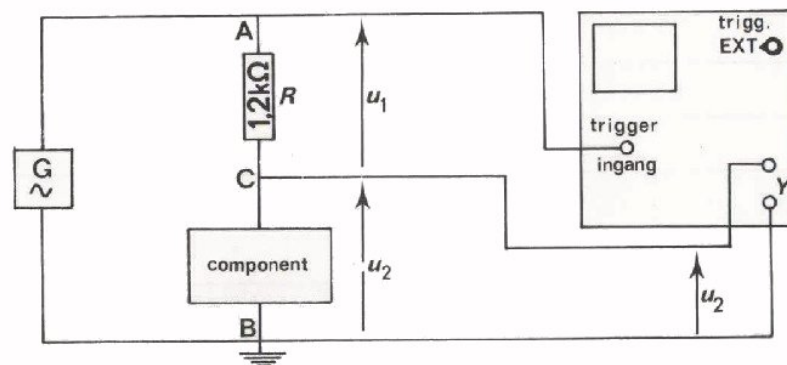 A
trigg.
EXT
1,2kΩ
R
u1
trigger
ingang
G
C
Y
component
u2
u2
B